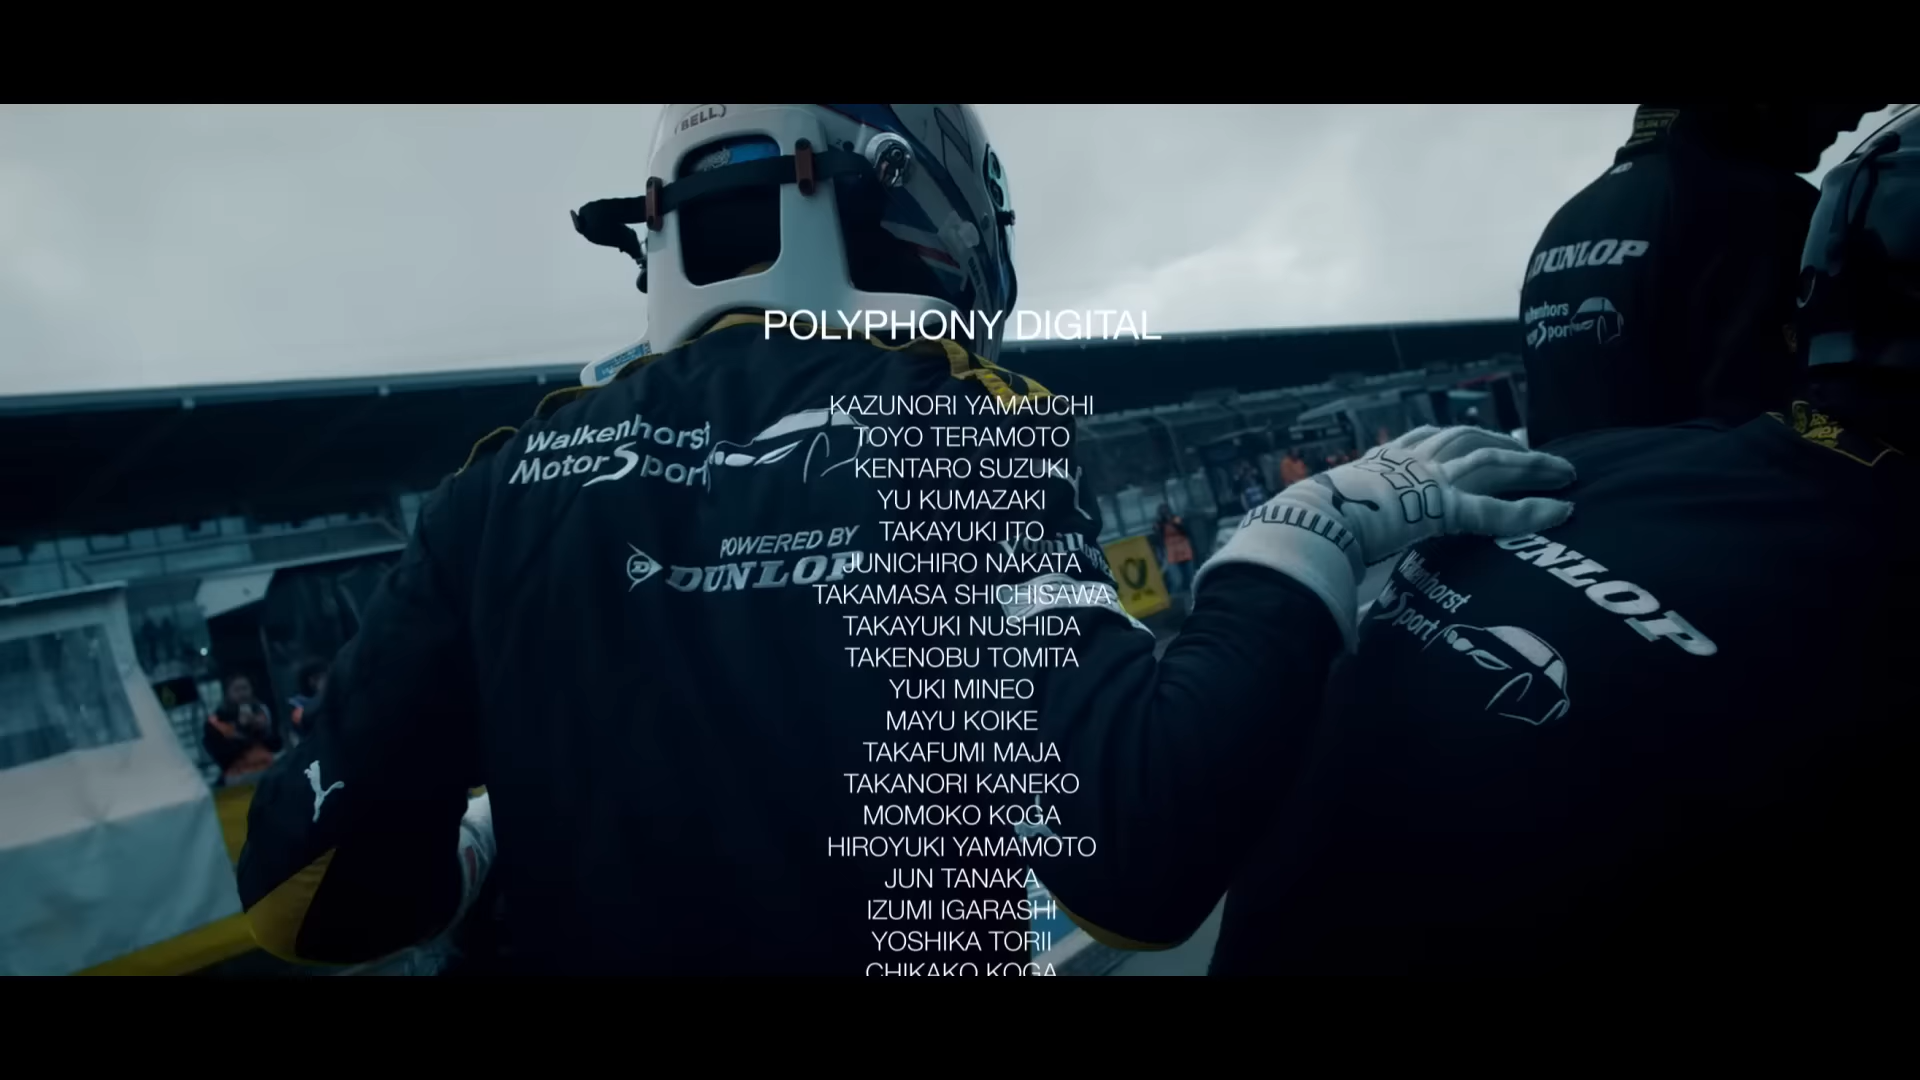 BELL
DUNLOP
Walkenhorst
MotorSport
POLYPHONY DIGITAL
KAZUNORI YAMAUCHI
TOYO TERAMOTO
KENTARO SUZUKI
YU KUMAZAKI
TAKAYUKI ITO
JUNICHIRO NAKATA
TAKAMASA SHICHISAWA
TAKAYUKI NUSHIDA
TAKENOBU TOMITA
YUKI MINEO
MAYU KOIKE
TAKAFUMI MAJA
TAKANORI KANEKO
MOMOKO KOGA
HIROYUKI YAMAMOTO
JUN TANAKA
IZUMI IGARASHI
YOSHIKA TORII
CHIKAKO KOGA
POWERED BY
DUNLOP
puma
DUNLOP
Walkenhorst
Sport